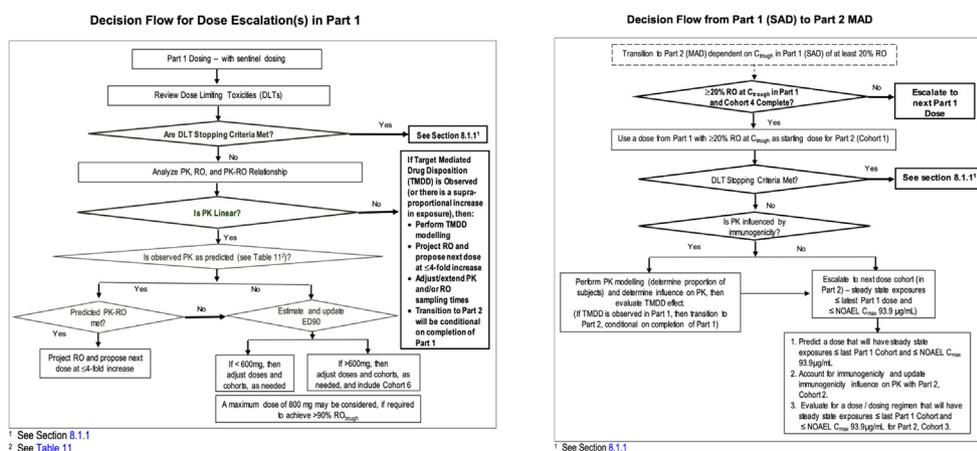 Decision Flow for Dose Escalation(s) in Part 1
Part 1 Dosing – with sentinel dosing
Review Dose Limiting Toxicities (DLTs)
Are DLT Stopping Criteria Met?
Yes
See Section 8.1.1¹
No
Analyze PK, RO, and PK-RO Relationship
Is PK Linear?
No
If Target
Mediated
Drug Disposition
(TMDD) is
Observed
(or there is a supra-
proportional increase
in exposure), then:
• Perform TMDD
modelling
• Project RO and
propose next dose
at ≤4-fold increase
• Adjust/extend PK
and/or RO
sampling times
• Transition to Part 2
will be conditional
on completion of
Part 1
Yes
Is observed PK as predicted (see Table 11²)?
Yes
No
Predicted PK-RO
met?
No
Estimate and update
ED90
Yes
Project RO and propose next
dose at ≤4-fold increase
If < 600mg, then
adjust doses and
cohorts, as needed
If >600mg, then
adjust doses and cohorts, as
needed, and include Cohort 6
A maximum dose of 800 mg may be considered, if required
to achieve >90% ROtrough
¹ See Section 8.1.1
² See Table 11
Decision Flow from Part 1 (SAD) to Part 2 MAD
Transition to Part 2 (MAD) dependent on Ctrough in Part 1 (SAD) of at least 20% RO
≥20% RO at Ctrough in Part 1
and Cohort 4 Complete?
No
Escalate to
next Part 1
Dose
Yes
Use a dose from Part 1 with ≥20% RO at Ctrough as starting dose for Part 2 (Cohort 1)
DLT Stopping Criteria Met?
Yes
See section 8.1.1¹
No
Is PK influenced by
immunogenicity?
Yes
No
Perform PK modelling (determine proportion of
subjects) and determine influence on PK, then
evaluate TMDD effect.
(If TMDD is observed in Part 1, then transition to
Part 2, conditional on completion of Part 1)
Escalate to next dose cohort (in
Part 2) – steady state exposures
≤ latest Part 1 dose and
≤ NOAEL Cmax 93.9 µg/mL)
1. Predict a dose that will have steady state
exposures ≤ last Part 1 Cohort and ≤ NOAEL Cmax
93.9µg/mL
2. Account for immunogenicity and update
immunogenicity influence on PK with Part 2,
Cohort 2.
3. Evaluate for a dose / dosing regimen that will have
steady state exposures ≤ last Part 1 Cohort and
≤ NOAEL Cmax 93.9µg/mL for Part 2, Cohort 3.
¹ See Section 8.1.1